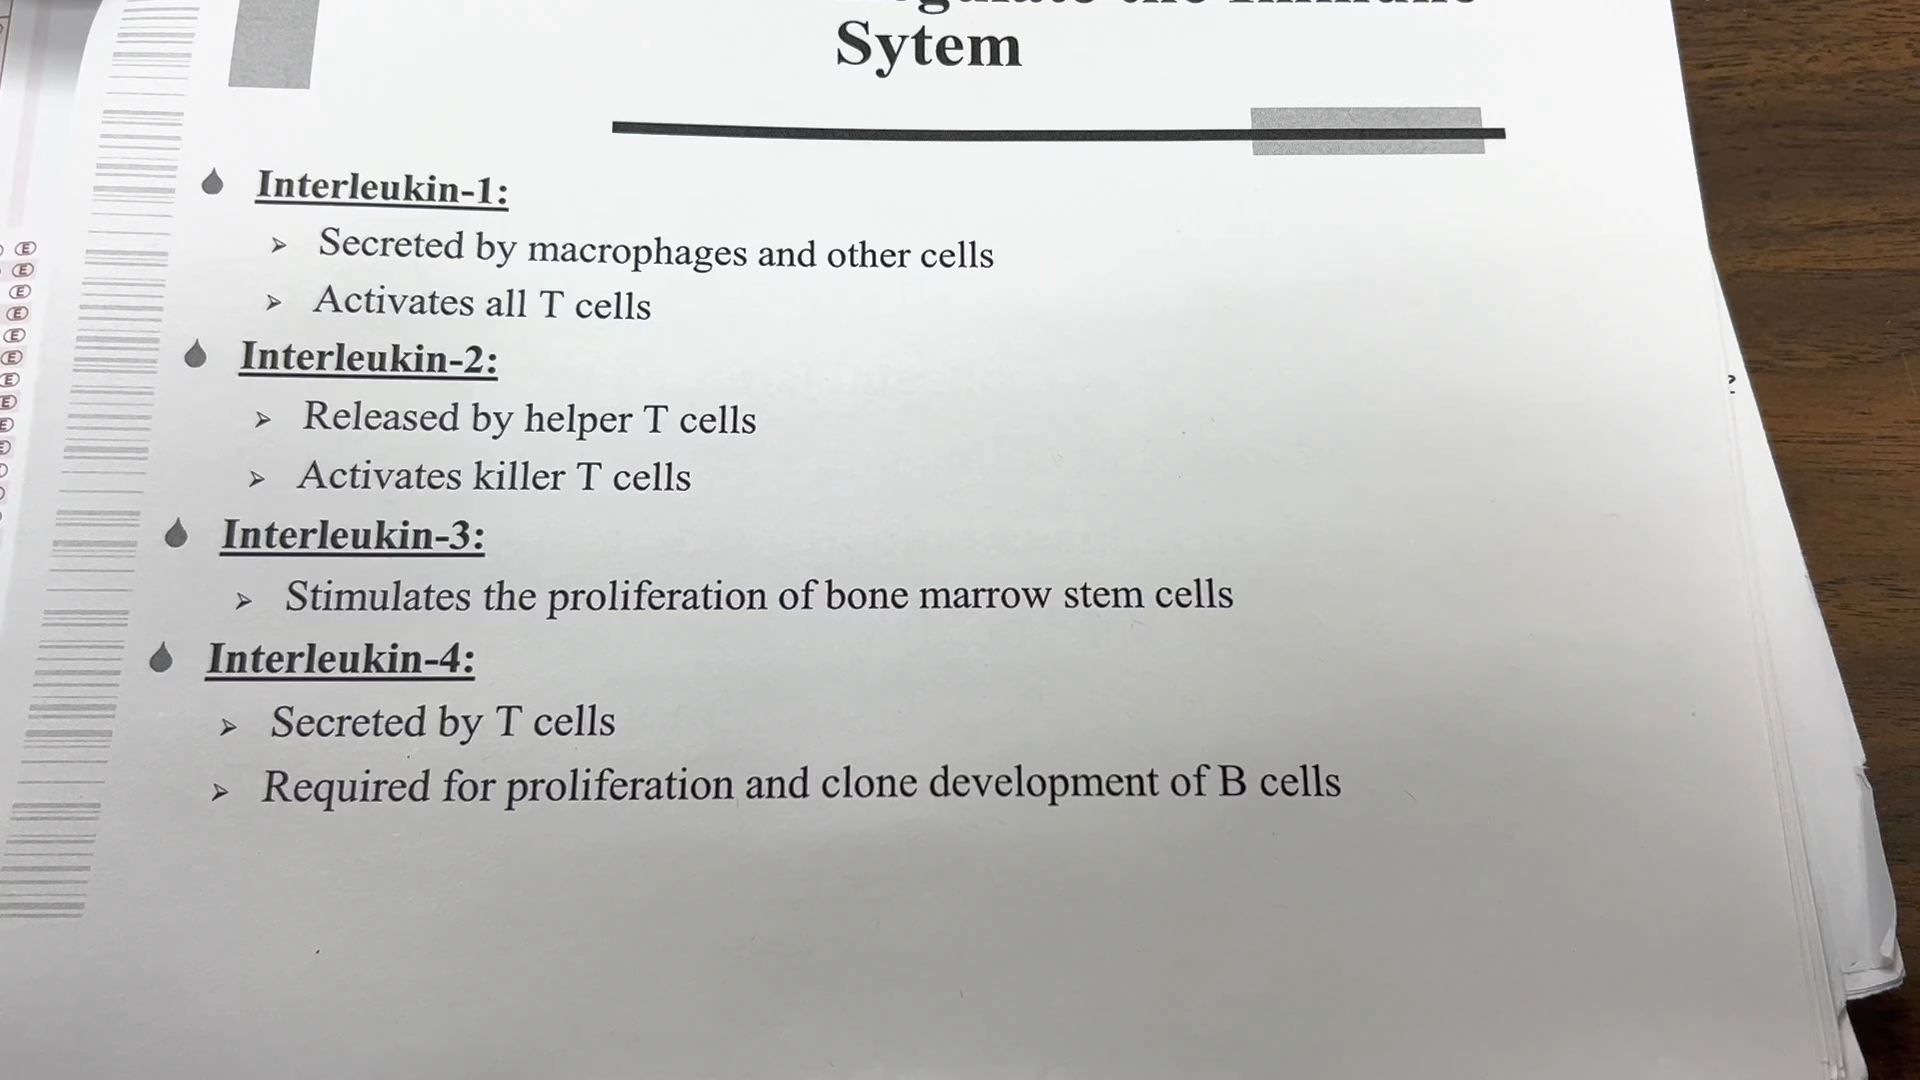 the
Sytem
Interleukin-1:
➢ Secreted by macrophages and other cells
➢ Activates all T cells
Interleukin-2:
➢ Released by helper T cells
➢ Activates killer T cells
Interleukin-3:
➢ Stimulates the proliferation of bone marrow stem cells
Interleukin-4:
➢ Secreted by T cells
➢ Required for proliferation and clone development of B cells
E
E
E
E
E
E
E
E
E